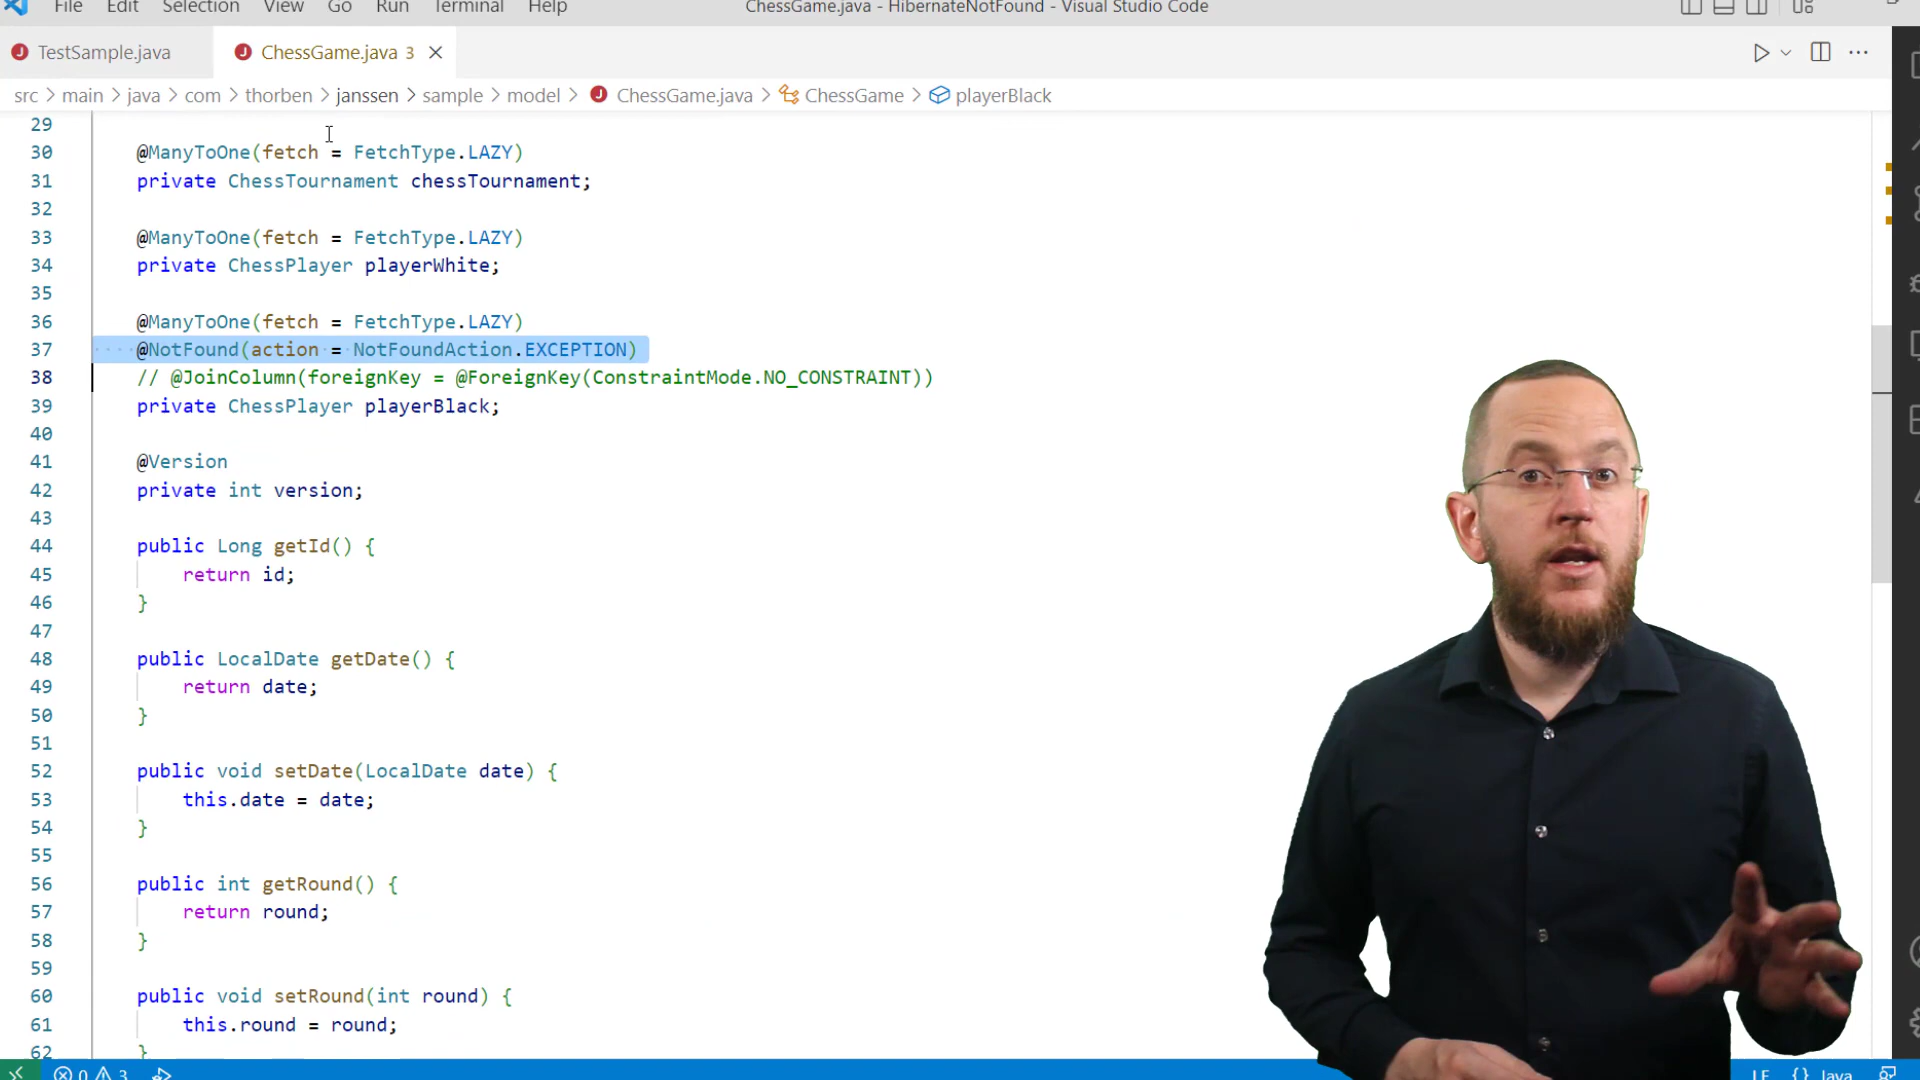 File Edit Selection View Go Run Terminal Help ChessGame.java - HibernateNotFound - Visual Studio Code
TestSample.java ChessGame.java 3
src > main > java > com > thorben > janssen > sample > model > ChessGame.java > ChessGame > playerBlack
29
30 @ManyToOne(fetch = FetchType.LAZY)
31 private ChessTournament chessTournament;
32
33 @ManyToOne(fetch = FetchType.LAZY)
34 private ChessPlayer playerWhite;
35
36 @ManyToOne(fetch = FetchType.LAZY)
37 @NotFound(action = NotFoundAction.EXCEPTION)
38 // @JoinColumn(foreignKey = @ForeignKey(ConstraintMode.NO_CONSTRAINT))
39 private ChessPlayer playerBlack;
40
41 @Version
42 private int version;
43
44 public Long getId() {
45 return id;
46 }
47
48 public LocalDate getDate() {
49 return date;
50 }
51
52 public void setDate(LocalDate date) {
53 this.date = date;
54 }
55
56 public int getRound() {
57 return round;
58 }
59
60 public void setRound(int round) {
61 this.round = round;
62 }
0 3 LF {} Java